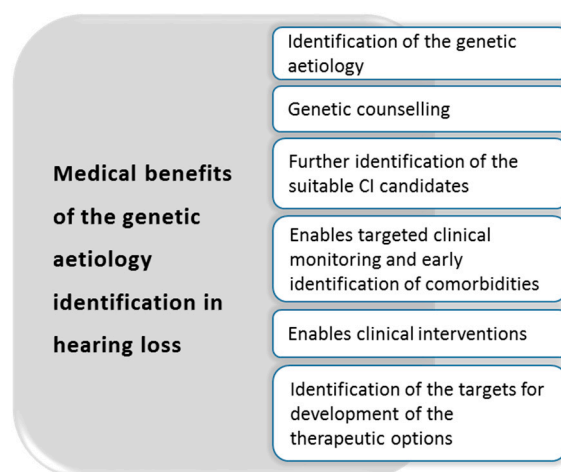 Medical benefits
of the genetic
aetiology
identification in
hearing loss
Identification of the genetic
aetiology
Genetic counselling
Further identification of the
suitable CI candidates
Enables targeted clinical
monitoring and early
identification of comorbidities
Enables clinical interventions
Identification of the targets for
development of the
therapeutic options